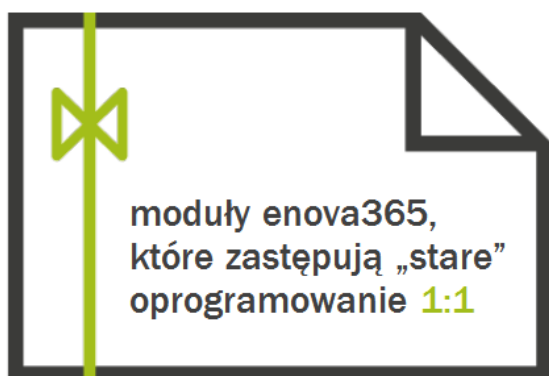 moduły enova365,
które zastępują „stare”
oprogramowanie 1:1